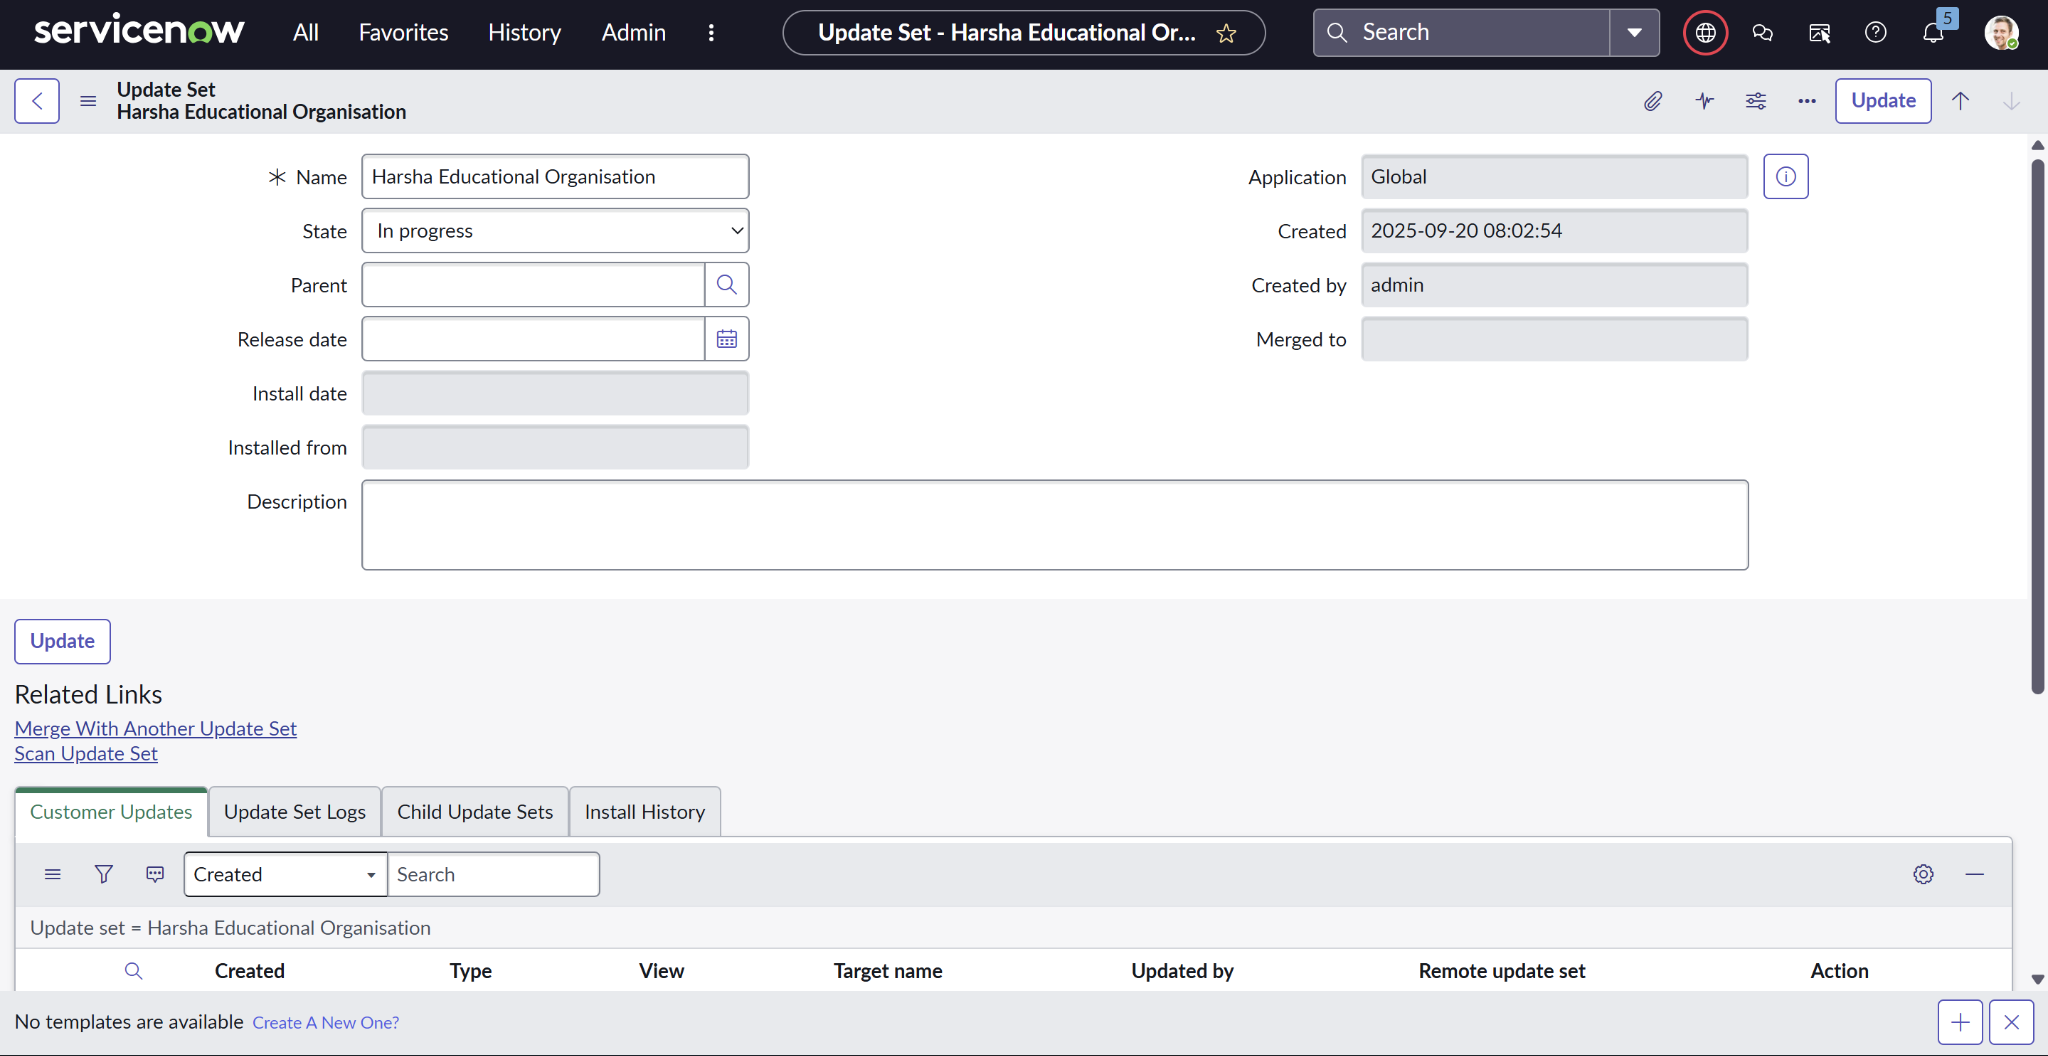 servicenow All Favorites History Admin Update Set - Harsha Educational Or... Search 5
Update Set
Harsha Educational Organisation
Update
Name Harsha Educational Organisation
Application Global
State In progress
Created 2025-09-20 08:02:54
Parent
Created by admin
Release date
Merged to
Install date
Installed from
Description
Update
Related Links
Merge With Another Update Set
Scan Update Set
Customer Updates Update Set Logs Child Update Sets Install History
Created Search
Update set = Harsha Educational Organisation
Created Type View Target name Updated by Remote update set Action
No templates are available Create A New One?